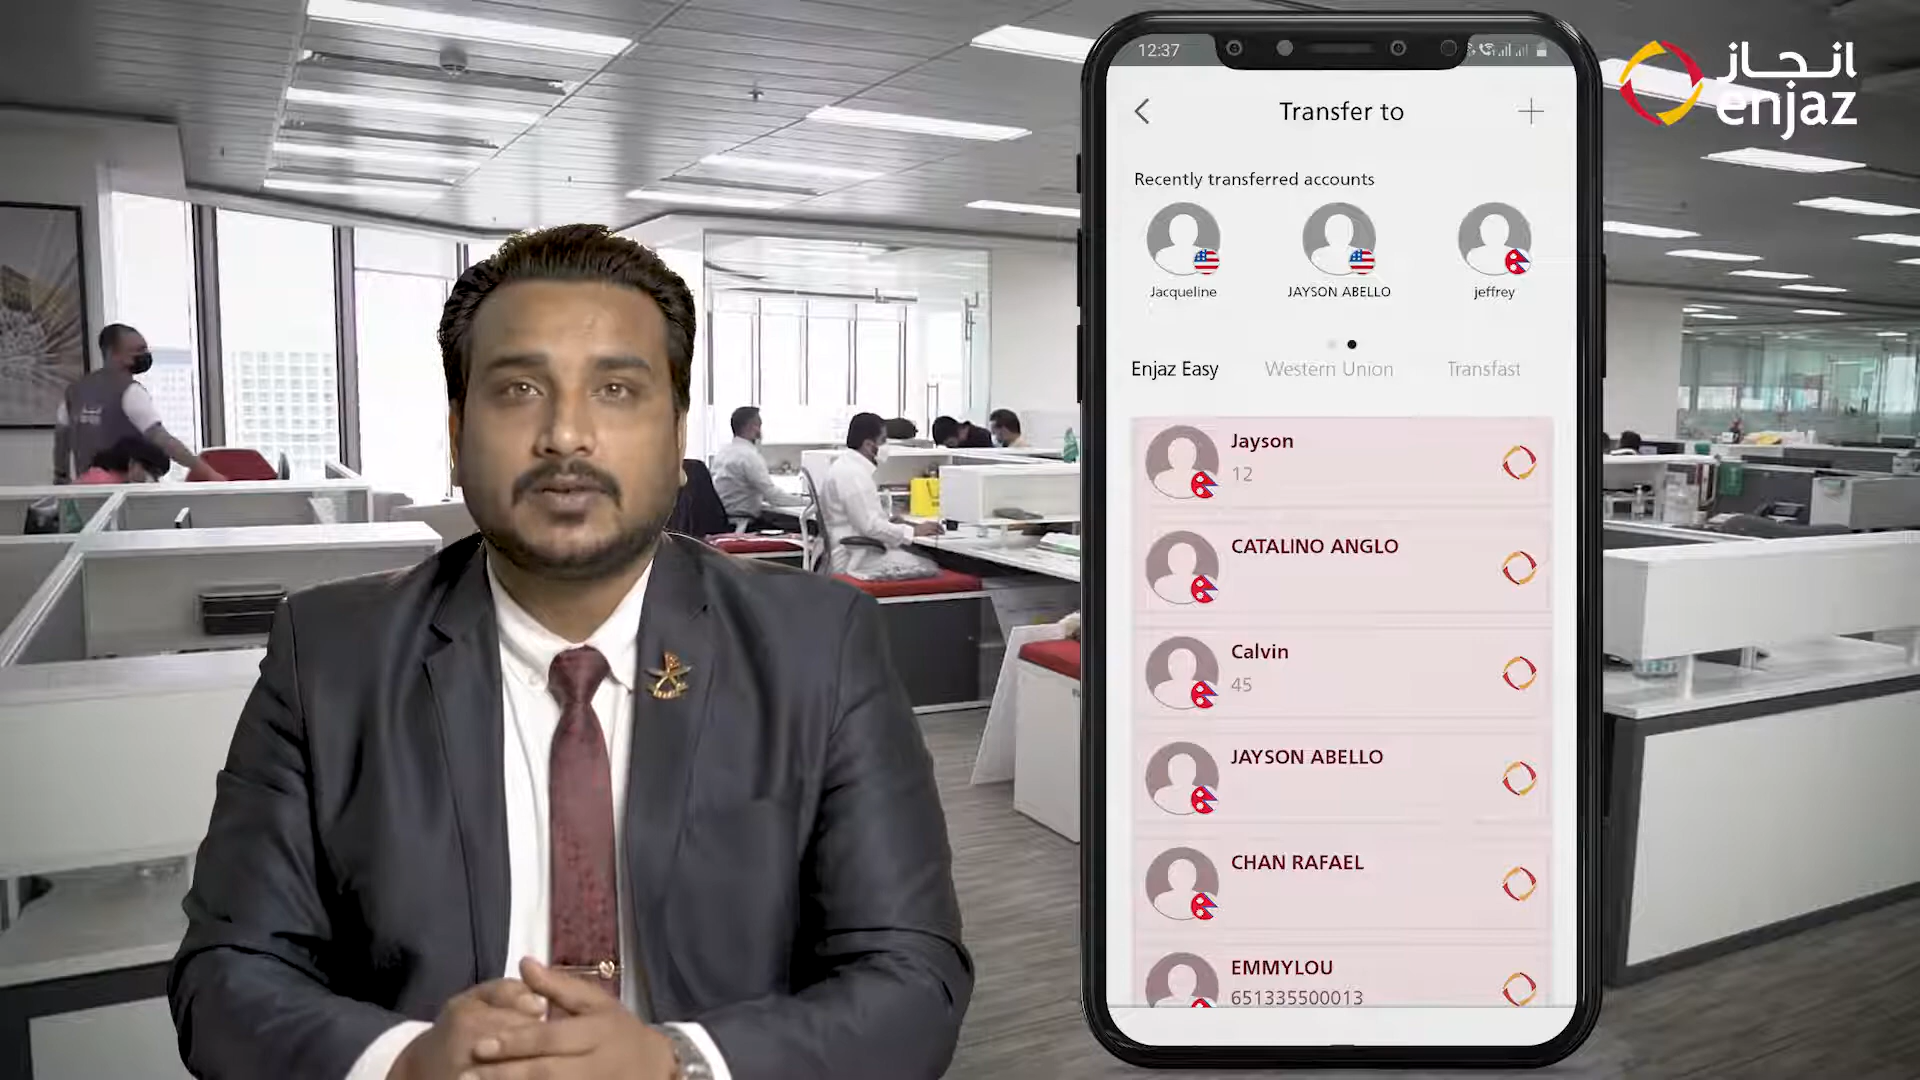 12:37
Transfer to
Recently transferred accounts
Jacqueline
JAYSON ABELLO
jeffrey
Enjaz Easy
Western Union
Transfast
Jayson
12
CATALINO ANGLO
Calvin
45
JAYSON ABELLO
CHAN RAFAEL
EMMYLOU
651335500013
انجاز
enjaz